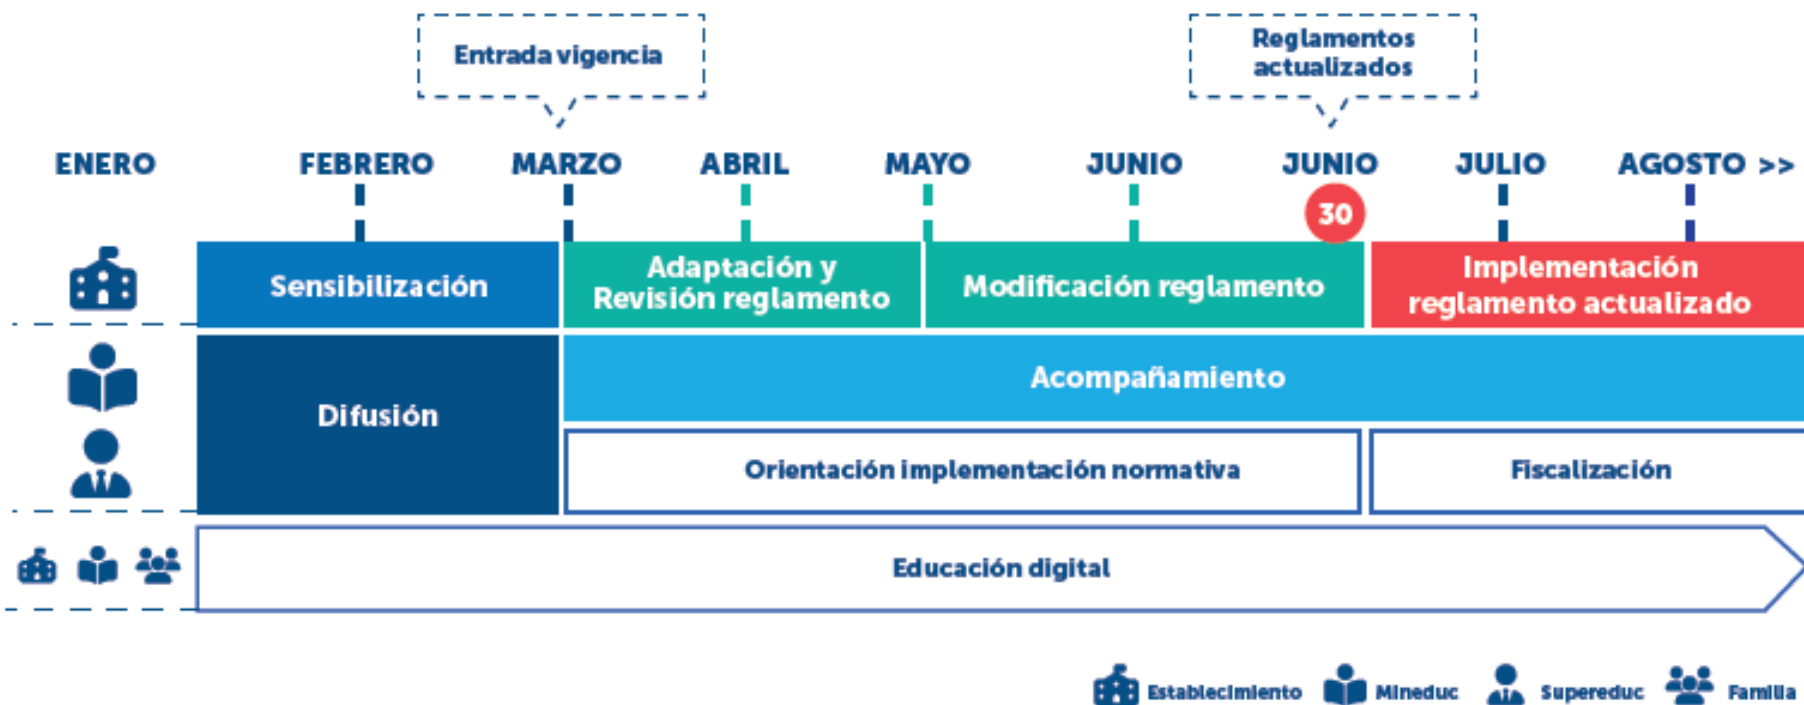 Entrada vigencia
Reglamentos
actualizados
ENERO
FEBRERO
MARZO
ABRIL
MAYO
JUNIO
JUNIO
JULIO
AGOSTO >>
30
Sensibilización
Adaptación y
Revisión reglamento
Modificación reglamento
Implementación
reglamento actualizado
Difusión
Acompañamiento
Orientación implementación normativa
Fiscalización
Educación digital
Establecimiento
Mineduc
Supereduc
Familia